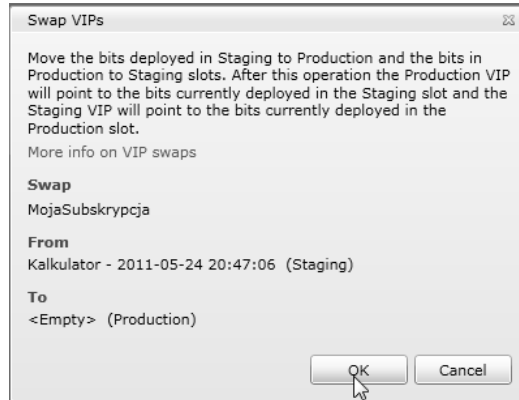 Swap VIPs
Move the bits deployed in Staging to Production and the bits in
Production to Staging slots. After this operation the Production VIP
will point to the bits currently deployed in the Staging slot and the
Staging VIP will point to the bits currently deployed in the
Production slot.
More info on VIP swaps
Swap
MojaSubskrypcja
From
Kalkulator - 2011-05-24 20:47:06 (Staging)
To
<Empty> (Production)
OK Cancel